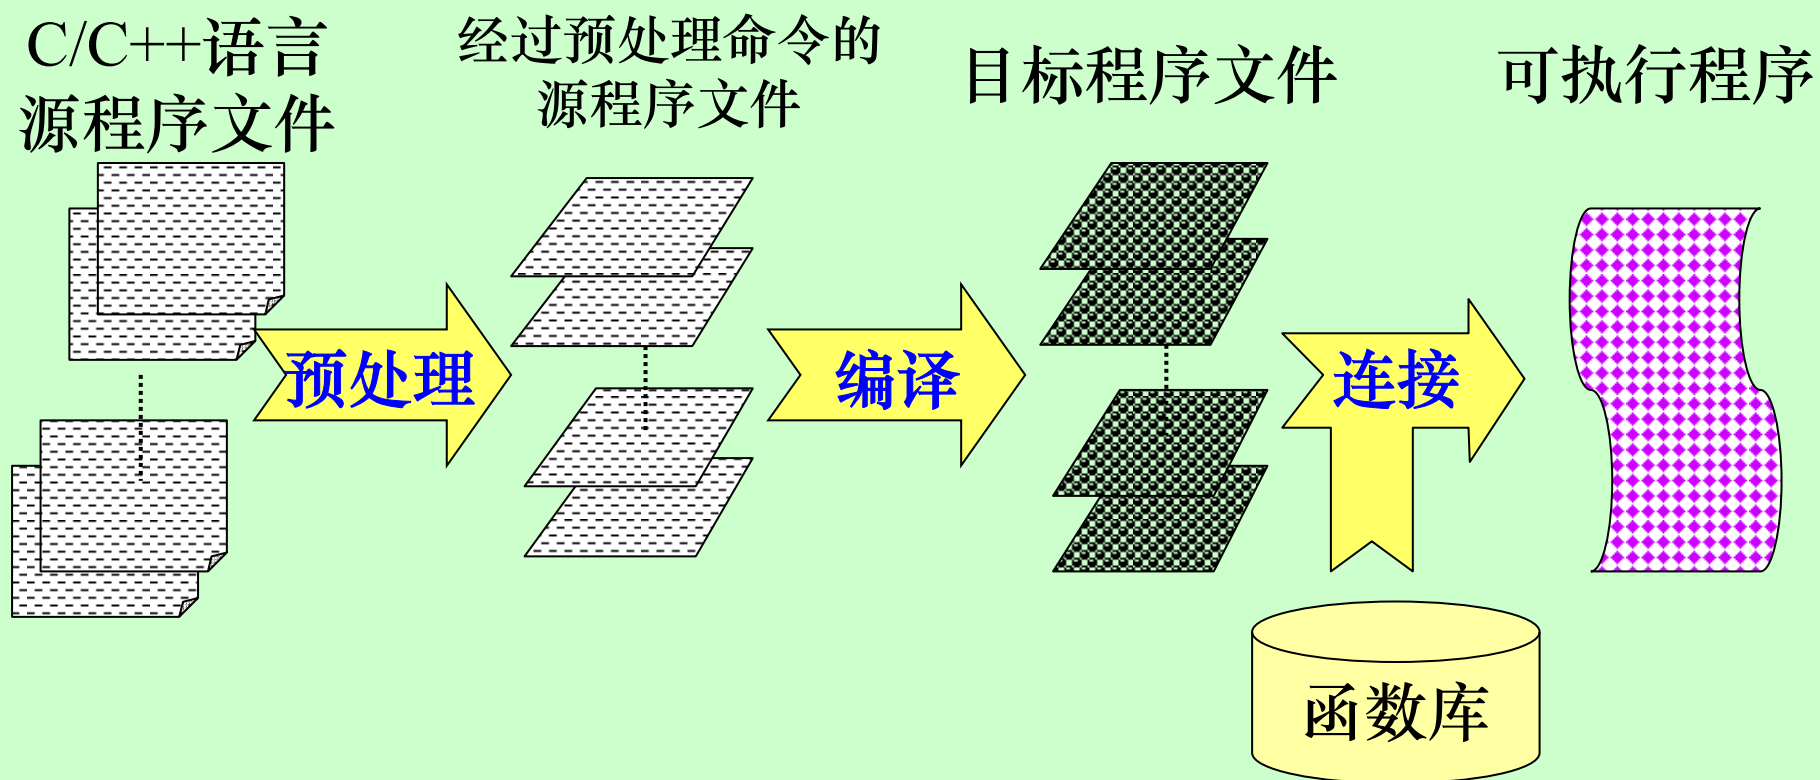 C/C++语言
源程序文件
经过预处理命令的
源程序文件
目标程序文件
可执行程序
预处理
编译
连接
函数库